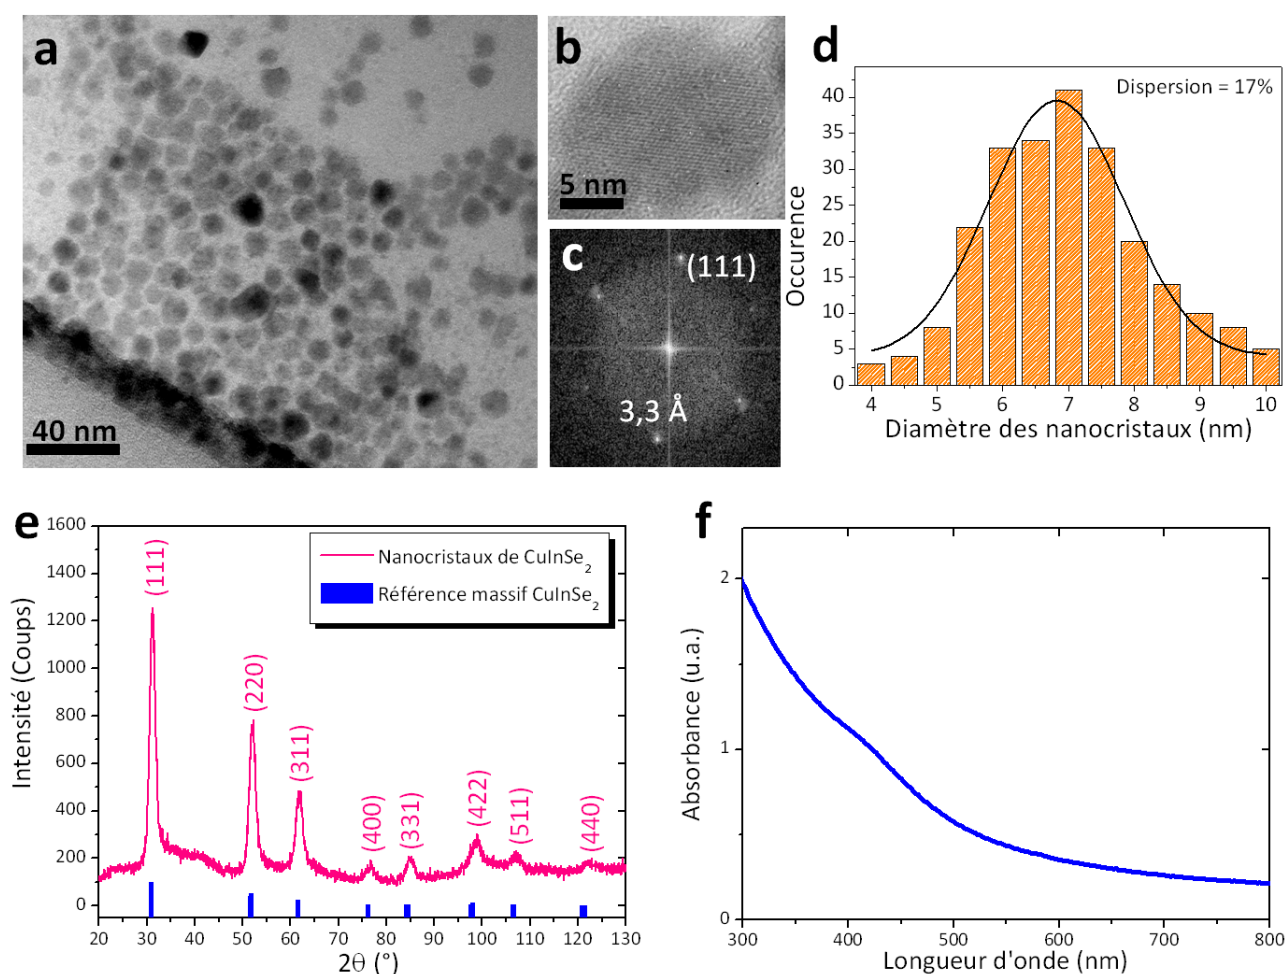 a
40 nm
b
5 nm
c
(111)
3,3 Å
d
Dispersion = 17%
Occurence
40
35
30
25
20
15
10
5
0
4 5 6 7 8 9 10
Diamètre des nanocristaux (nm)
e
Intensité (Coups)
1600
1400
1200
1000
800
600
400
200
0
Nanocristaux de CuInSe₂
Référence massif CuInSe₂
(111)
(220)
(311)
(400)
(331)
(422)
(511)
(440)
20 30 40 50 60 70 80 90 100 110 120 130
2θ (°)
f
Absorbance (u.a.)
2
1
0
300 400 500 600 700 800
Longueur d'onde (nm)